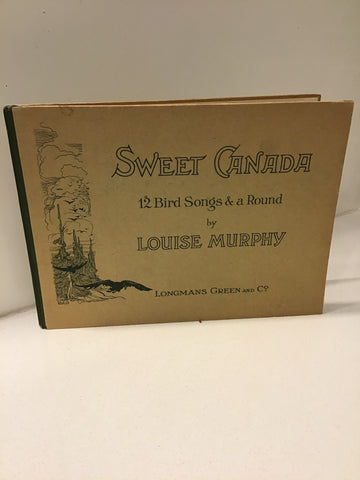 SWEET CANADA
12 Bird Songs & a Round
by
LOUISE MURPHY
LONGMANS GREEN AND Cº